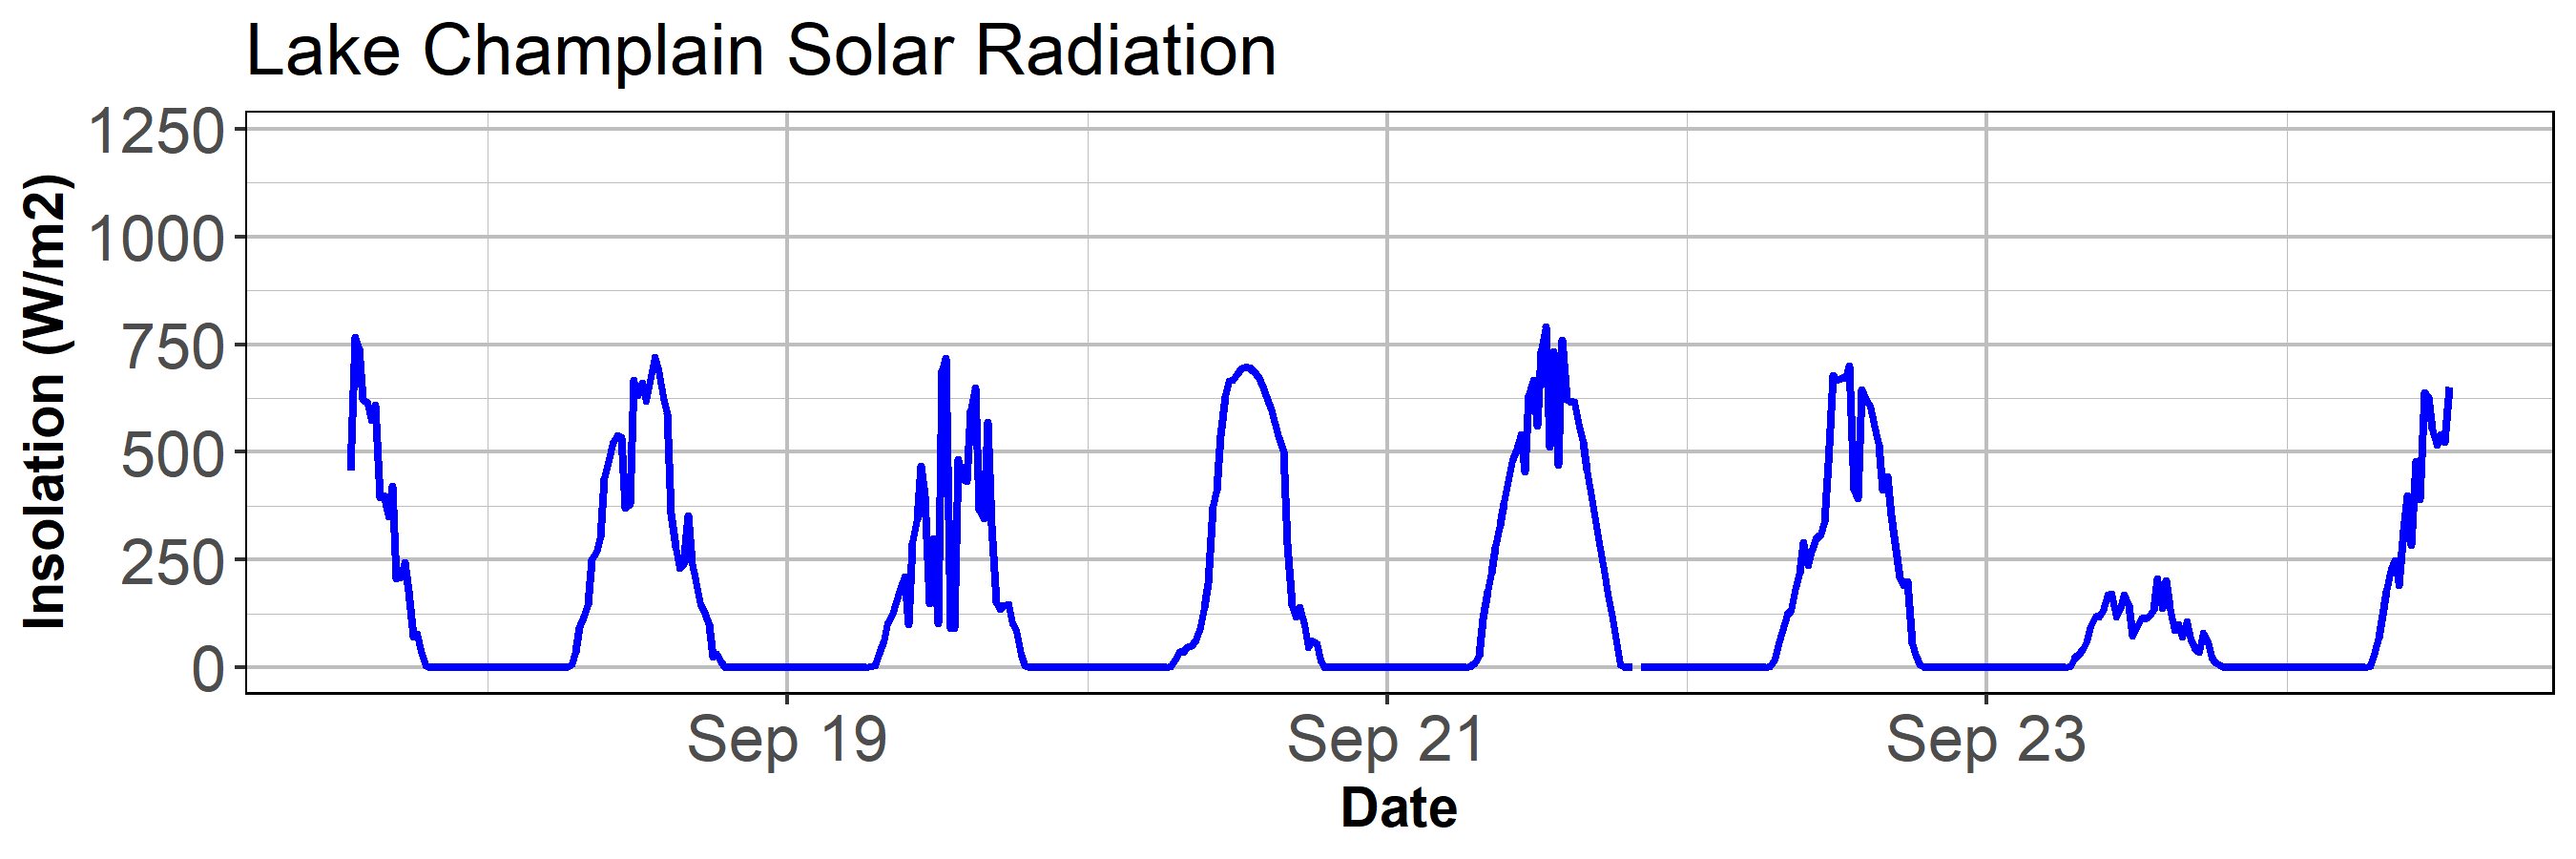 Lake Champlain Solar Radiation
1250
1000
750
500
250
0
Insolation (W/m2)
Sep 19
Sep 21
Sep 23
Date